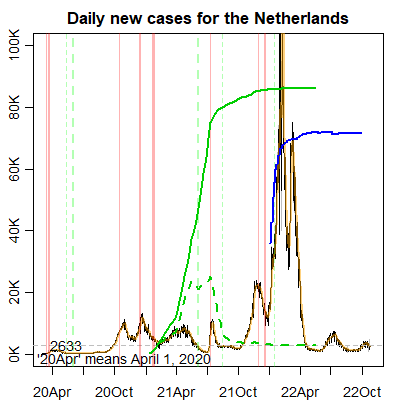 Daily new cases for the Netherlands
100K
80K
60K
40K
20K
0K
2633
'20Apr' means April 1, 2020
20Apr 20Oct 21Apr 21Oct 22Apr 22Oct